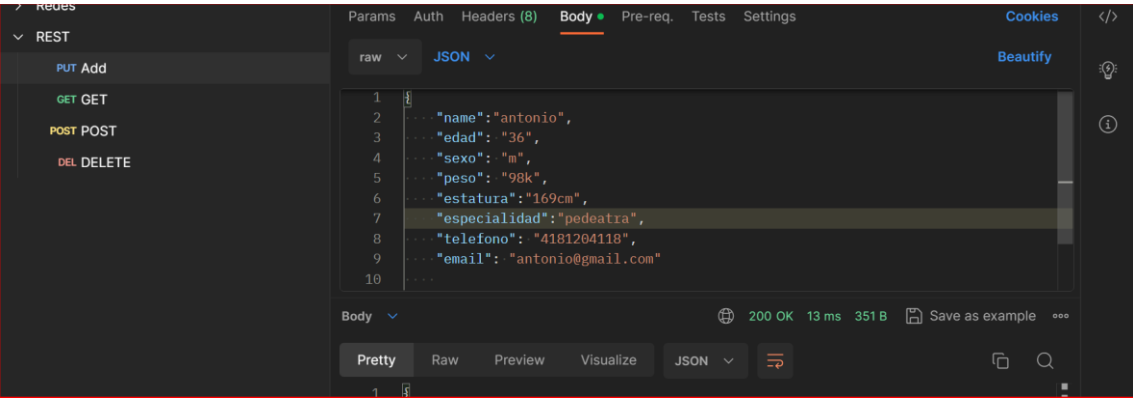 Redes
REST
PUT Add
GET GET
POST POST
DEL DELETE
Params Auth Headers (8) Body Pre-req. Tests Settings Cookies
raw JSON Beautify
1 {
2 "name":"antonio",
3 "edad": "36",
4 "sexo": "m",
5 "peso": "98k",
6 "estatura":"169cm",
7 "especialidad":"pedeatra",
8 "telefono": "4181204118",
9 "email": "antonio@gmail.com"
10
Body 200 OK 13 ms 351 B Save as example
Pretty Raw Preview Visualize JSON
1 {